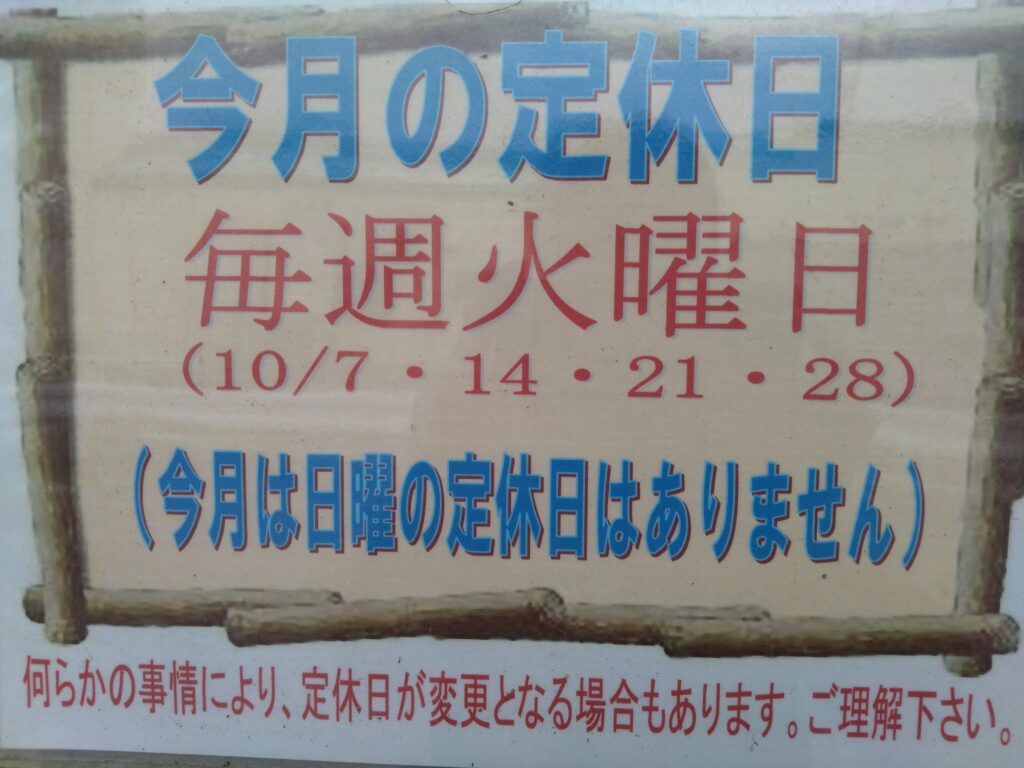 今月の定休日
毎週火曜日
（10/7・14・21・28）
（今月は日曜の定休日はありません）
何らかの事情により、定休日が変更となる場合もあります。ご理解下さい。